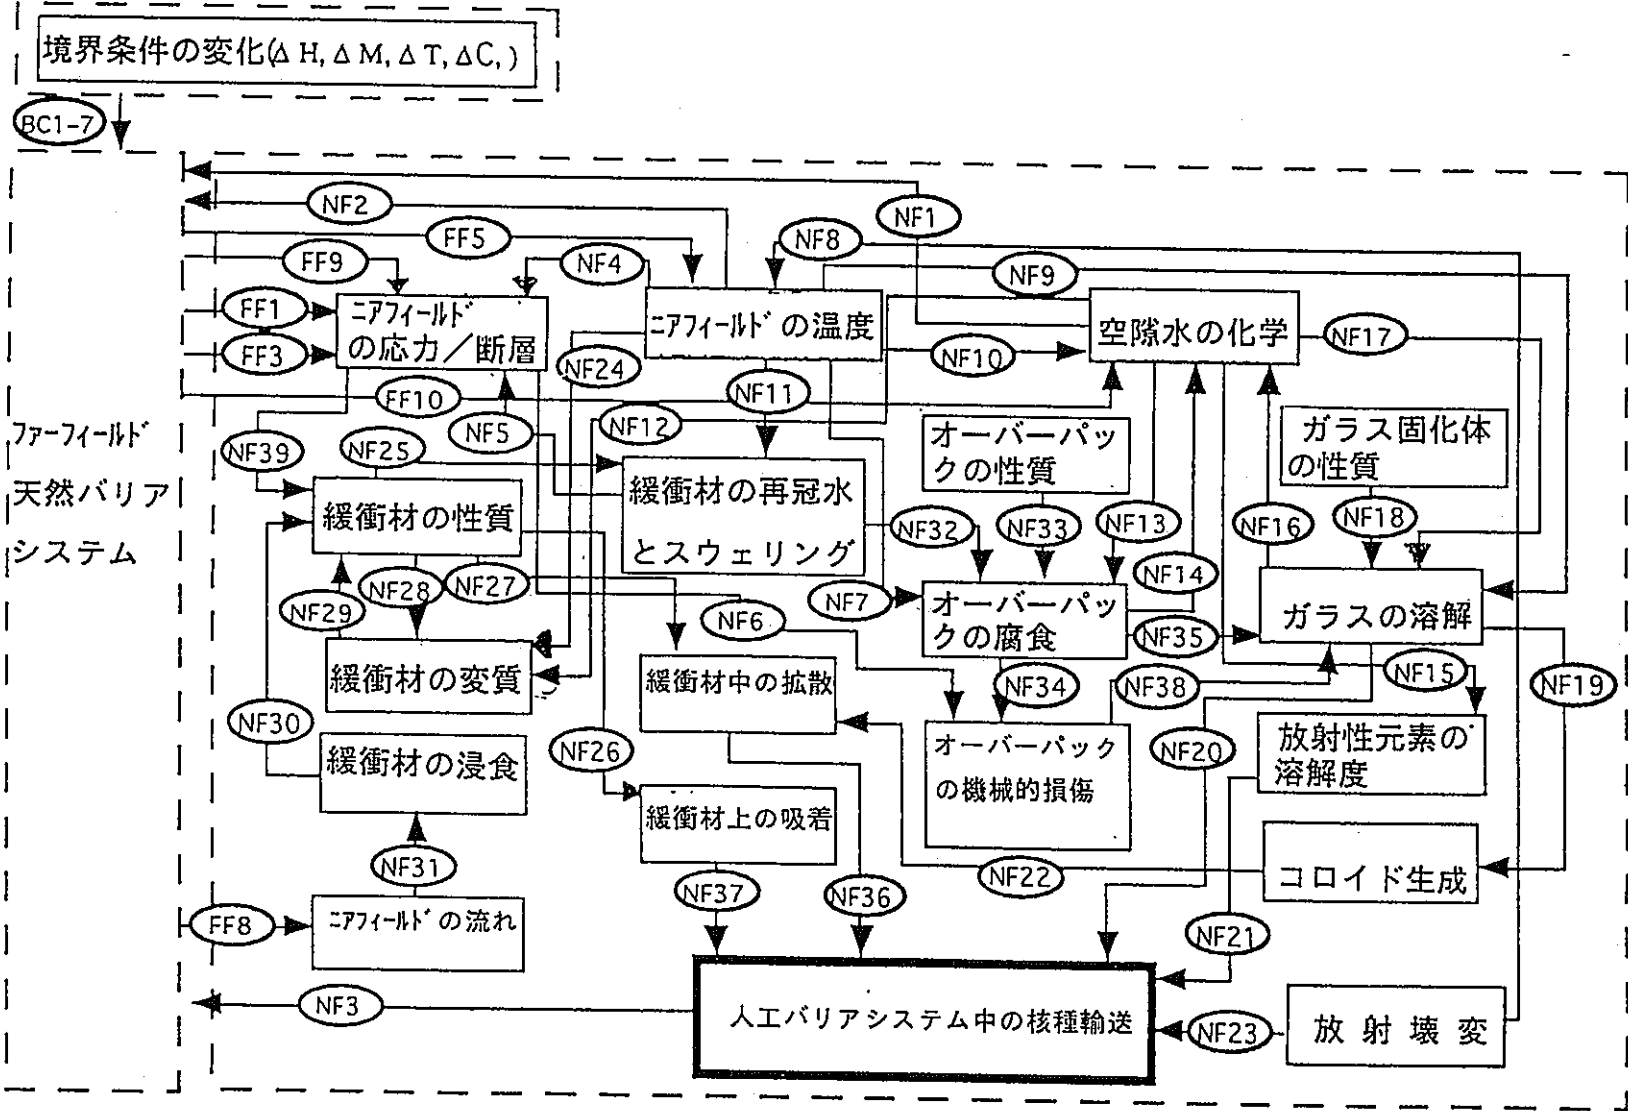 境界条件の変化(Δ H, Δ M, Δ T, ΔC, )
BC1-7
NF2
NF1
FF5
NF8
FF9
NF4
NF9
FF1
ニアフィールド
の応力／断層
ニアフィールドの温度
空隙水の化学
NF17
FF3
NF24
NF10
FF10
NF11
ファーフィールド
天然バリア
システム
NF5
NF12
オーバーパッ
クの性質
ガラス固化体
の性質
NF39
NF25
緩衝材の性質
緩衝材の再冠水
とスウェリング
NF32
NF33
NF13
NF16
NF18
NF28
NF27
NF14
NF29
NF7
オーバーパッ
クの腐食
ガラスの溶解
NF6
NF35
緩衝材の変質
緩衝材中の拡散
NF34
NF38
NF15
NF19
NF30
NF26
オーバーパック
の機械的損傷
NF20
放射性元素の
溶解度
緩衝材の浸食
緩衝材上の吸着
NF31
NF37
NF36
NF22
コロイド生成
FF8
ニアフィールドの流れ
NF21
NF3
人工バリアシステム中の核種輸送
NF23
放射壊変